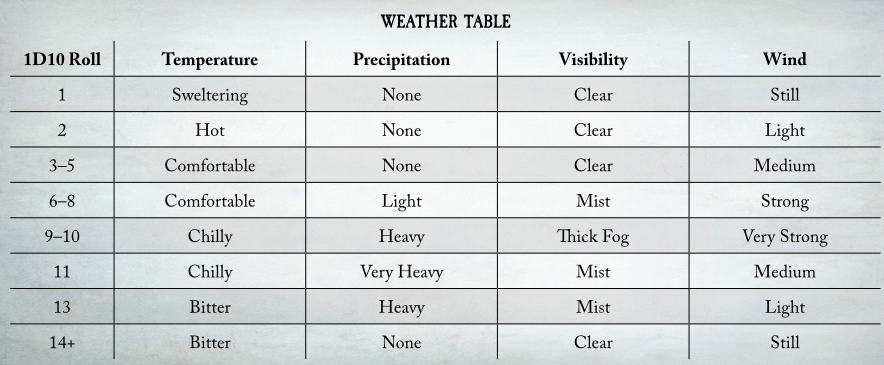 WEATHER TABLE
1D10 Roll Temperature Precipitation Visibility Wind
1 Sweltering None Clear Still
2 Hot None Clear Light
3–5 Comfortable None Clear Medium
6–8 Comfortable Light Mist Strong
9–10 Chilly Heavy Thick Fog Very Strong
11 Chilly Very Heavy Mist Medium
13 Bitter Heavy Mist Light
14+ Bitter None Clear Still